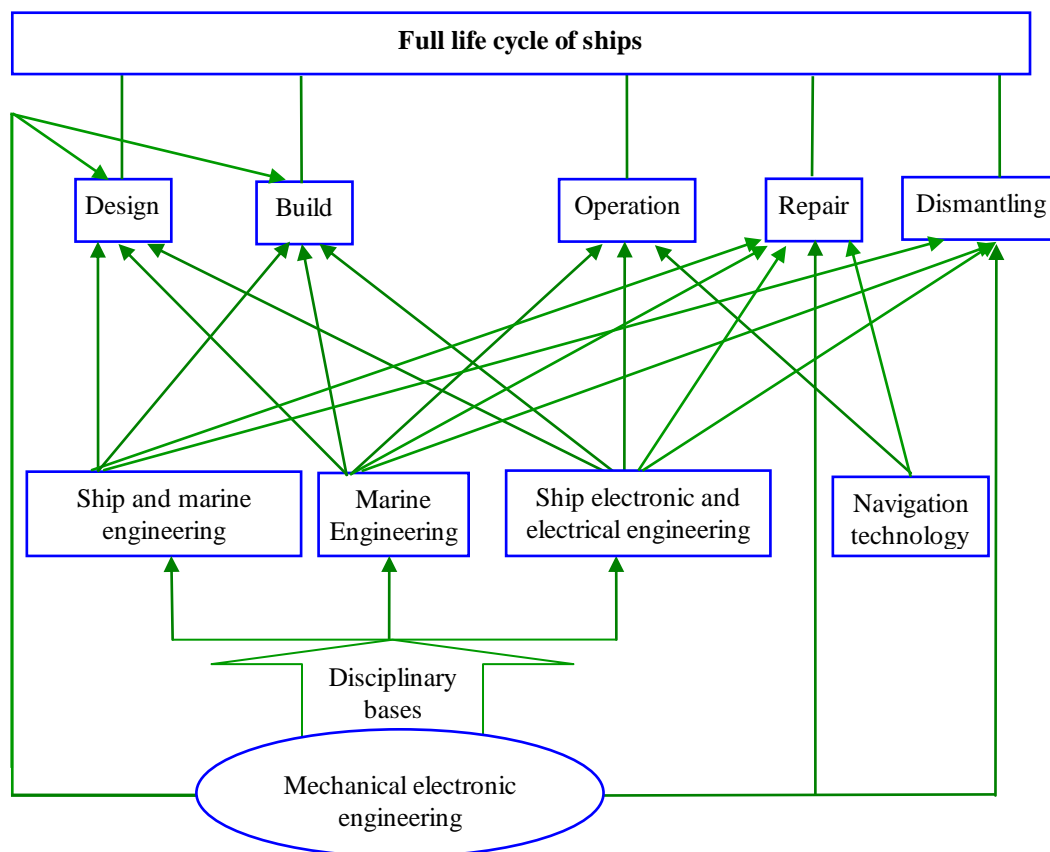 Full life cycle of ships
Design
Build
Operation
Repair
Dismantling
Ship and marine
engineering
Marine
Engineering
Ship electronic and
electrical engineering
Navigation
technology
Disciplinary
bases
Mechanical electronic
engineering